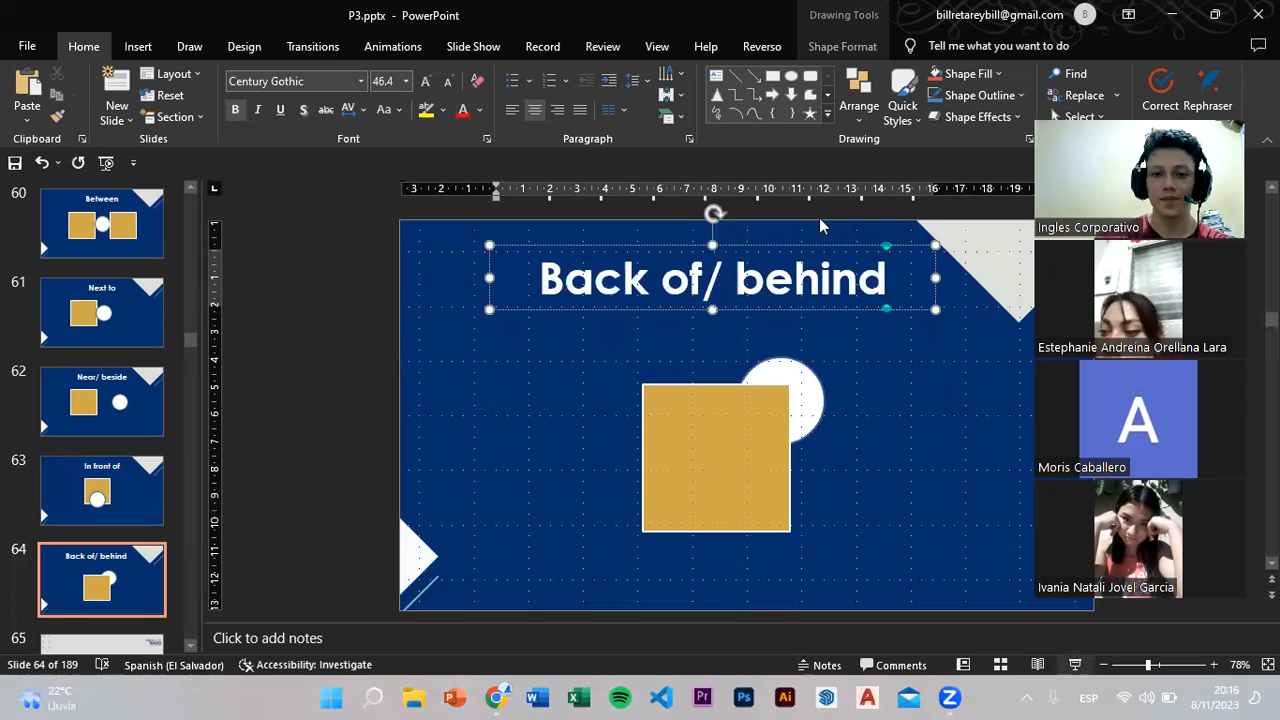 P3.pptx - PowerPoint
Drawing Tools
billretareybill@gmail.com
B
File
Home
Insert
Draw
Design
Transitions
Animations
Slide Show
Record
Review
View
Help
Reverso
Shape Format
Tell me what you want to do
Paste
New
Slide
Layout
Reset
Section
Century Gothic
46.4
B
I
U
S
abc
AV
Aa
A
Arrange
Quick
Styles
Shape Fill
Shape Outline
Shape Effects
Find
Replace
Select
Correct
Rephraser
Clipboard
Slides
Font
Paragraph
Drawing
Ingles Corporativo
Estephanie Andreina Orellana Lara
A
Moris Caballero
Ivania Natali Jovel Garcia
60
Between
61
Next to
62
Near/ beside
63
In front of
64
Back of/ behind
65
Back of/ behind
Click to add notes
Slide 64 of 189
Spanish (El Salvador)
Accessibility: Investigate
Notes
Comments
78%
22°C
Lluvia
ESP
20:16
8/11/2023